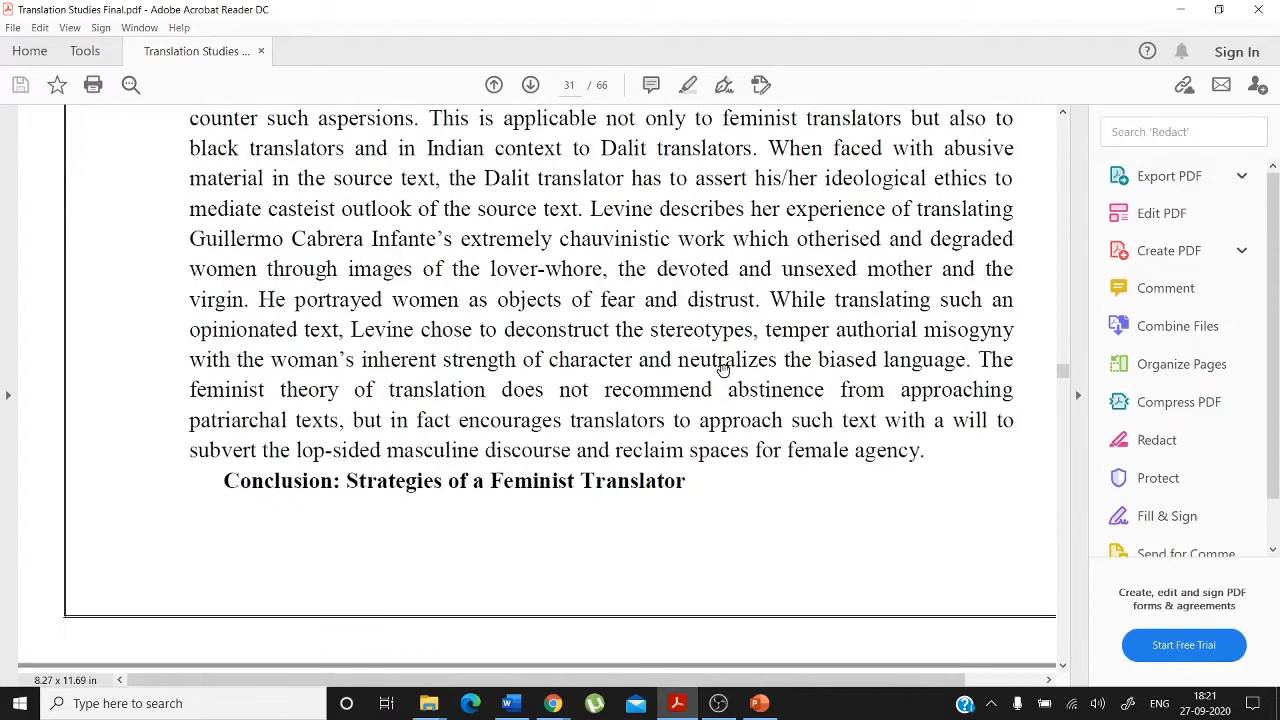 Translation Studies Final.pdf - Adobe Acrobat Reader DC
File Edit View Sign Window Help
Home Tools Translation Studies ... × Sign In
31 / 66
counter such aspersions. This is applicable not only to feminist translators but also to
black translators and in Indian context to Dalit translators. When faced with abusive
material in the source text, the Dalit translator has to assert his/her ideological ethics to
mediate casteist outlook of the source text. Levine describes her experience of translating
Guillermo Cabrera Infante’s extremely chauvinistic work which otherised and degraded
women through images of the lover-whore, the devoted and unsexed mother and the
virgin. He portrayed women as objects of fear and distrust. While translating such an
opinionated text, Levine chose to deconstruct the stereotypes, temper authorial misogyny
with the woman’s inherent strength of character and neutralizes the biased language. The
feminist theory of translation does not recommend abstinence from approaching
patriarchal texts, but in fact encourages translators to approach such text with a will to
subvert the lop-sided masculine discourse and reclaim spaces for female agency.
Conclusion: Strategies of a Feminist Translator
8.27 x 11.69 in
Search 'Redact'
Export PDF
Edit PDF
Create PDF
Comment
Combine Files
Organize Pages
Compress PDF
Redact
Protect
Fill & Sign
Send for Comme
Create, edit and sign PDF
forms & agreements
Start Free Trial
Type here to search
ENG
18:21
27-09-2020